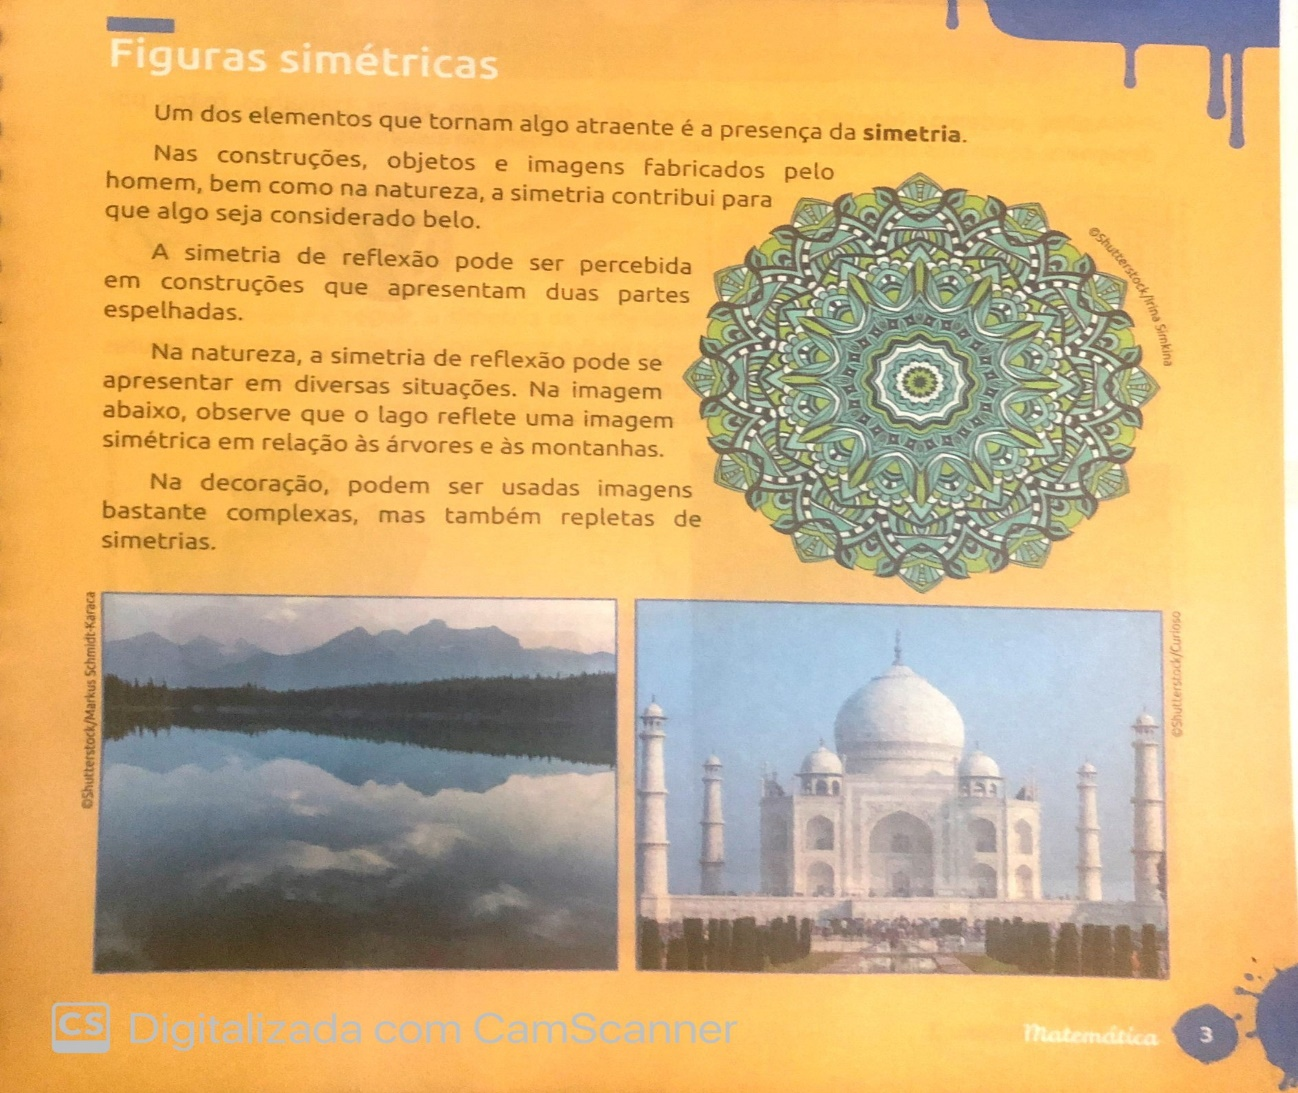 Figuras simétricas
Um dos elementos que tornam algo atraente é a presença da simetria.
Nas construções, objetos e imagens fabricados pelo
homem, bem como na natureza, a simetria contribui para
que algo seja considerado belo.
A simetria de reflexão pode ser percebida
em construções que apresentam duas partes
espelhadas.
Na natureza, a simetria de reflexão pode se
apresentar em diversas situações. Na imagem
abaixo, observe que o lago reflete uma imagem
simétrica em relação às árvores e às montanhas.
Na decoração, podem ser usadas imagens
bastante complexas, mas também repletas de
simetrias.
©Shutterstock/Irina Simkina
©Shutterstock/Markus Schmidt-Karaca
©Shutterstock/Curioso
CS Digitalizada com CamScanner
Matemática 3